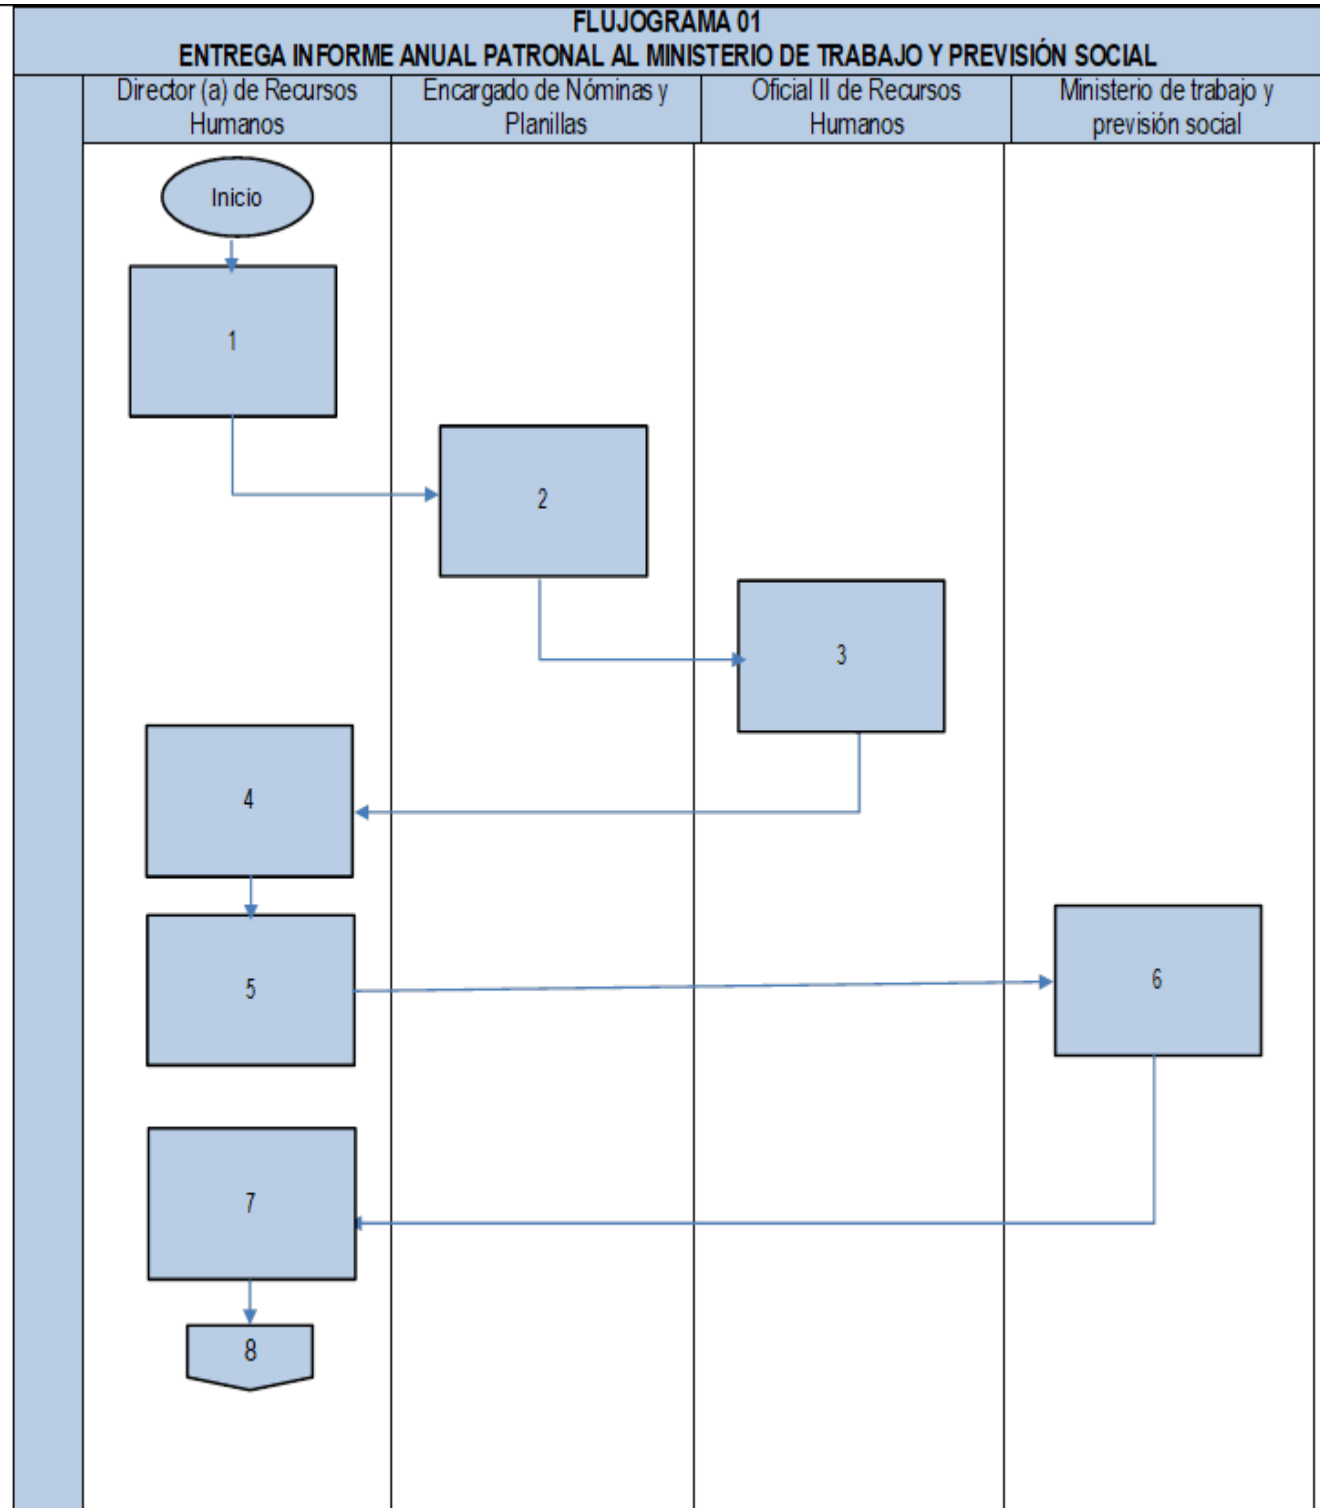 FLUJOGRAMA 01
ENTREGA INFORME ANUAL PATRONAL AL MINISTERIO DE TRABAJO Y PREVISIÓN SOCIAL
Director (a) de Recursos
Humanos
Encargado de Nóminas y
Planillas
Oficial II de Recursos
Humanos
Ministerio de trabajo y
previsión social
Inicio
1
2
3
4
5
6
7
8